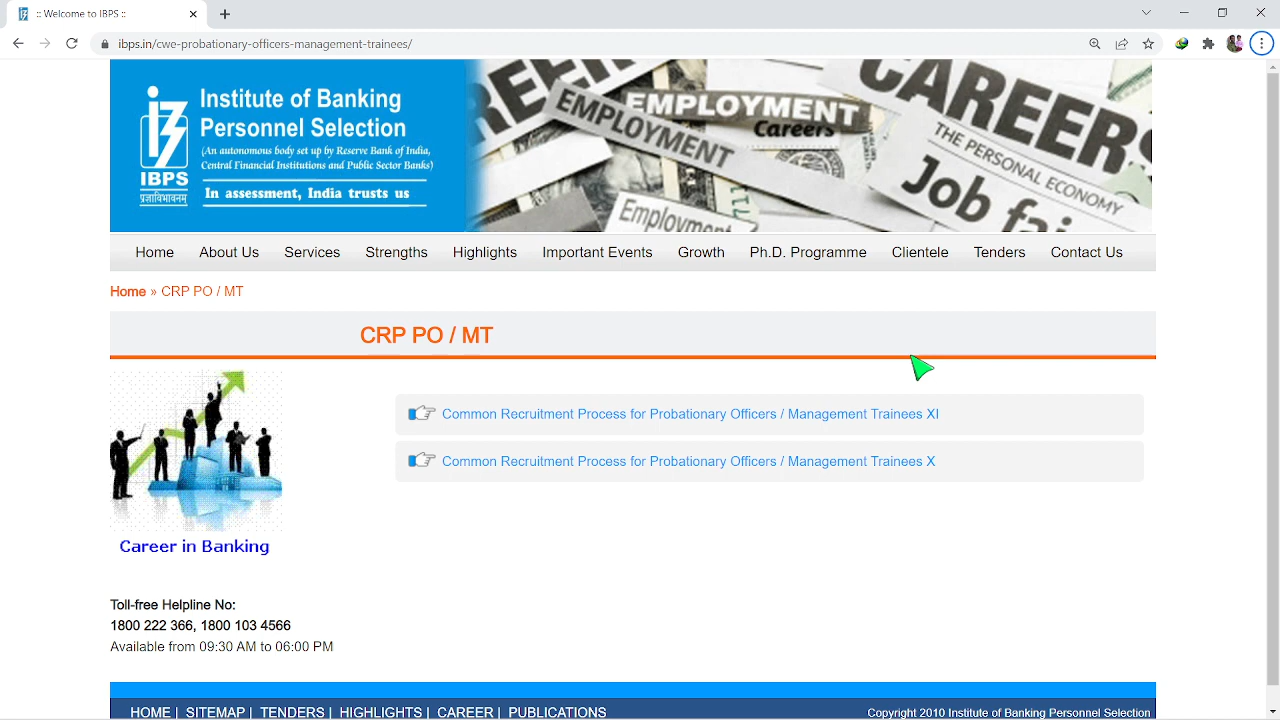 :: Welcome to IBPS ::
ibps.in/cwe-probationary-officers-management-trainees/
Institute of Banking
Personnel Selection
(An autonomous body set up by Reserve Bank of India,
Central Financial Institutions and Public Sector Banks)
In assessment, India trusts us
IBPS
प्रज्ञाविभावनम्
EMPLOYMENT
EMPLOYMENT
Careers
CAREERS
THE PERSONAL ECONOMY
Job fai
Employment
Home About Us Services Strengths Highlights Important Events Growth Ph.D. Programme Clientele Tenders Contact Us
Home » CRP PO / MT
CRP PO / MT
Common Recruitment Process for Probationary Officers / Management Trainees XI
Common Recruitment Process for Probationary Officers / Management Trainees X
Career in Banking
Toll-free Helpline No:
1800 222 366, 1800 103 4566
Available from 09:30 AM to 06:00 PM
HOME | SITEMAP | TENDERS | HIGHLIGHTS | CAREER | PUBLICATIONS
Copyright 2010 Institute of Banking Personnel Selection